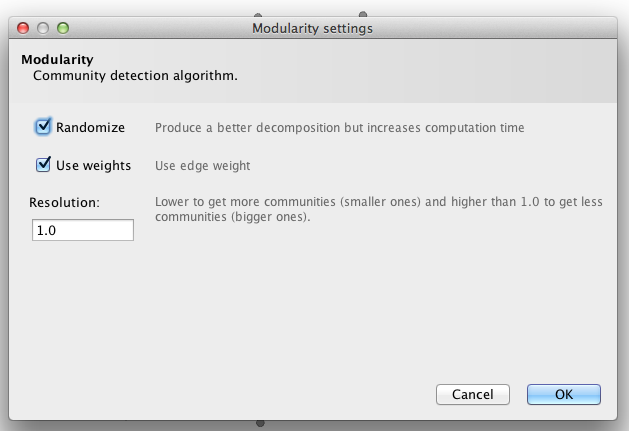 Modularity settings
Modularity
Community detection algorithm.
Randomize Produce a better decomposition but increases computation time
Use weights Use edge weight
Resolution: Lower to get more communities (smaller ones) and higher than 1.0 to get less
communities (bigger ones).
1.0
Cancel OK